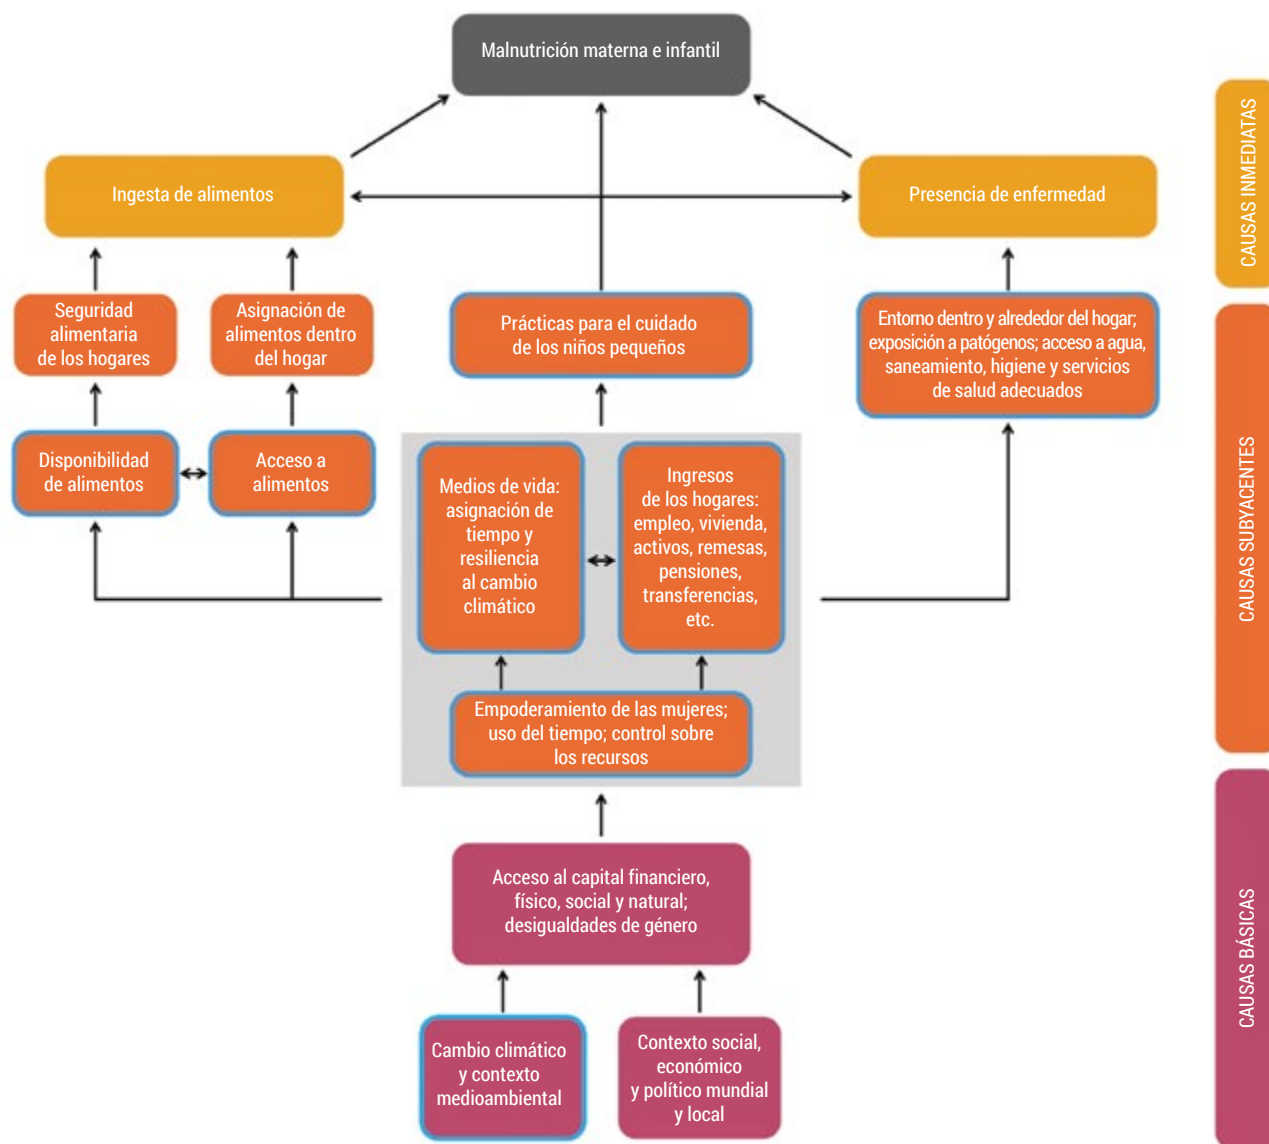 Malnutrición materna e infantil
Ingesta de alimentos
Presencia de enfermedad
CAUSAS INMEDIATAS
Seguridad
alimentaria
de los hogares
Asignación de
alimentos dentro
del hogar
Prácticas para el cuidado
de los niños pequeños
Entorno dentro y alrededor del hogar;
exposición a patógenos; acceso a agua,
saneamiento, higiene y servicios
de salud adecuados
Disponibilidad
de alimentos
Acceso a
alimentos
Medios de vida:
asignación de
tiempo y
resiliencia
al cambio
climático
Ingresos
de los hogares:
empleo, vivienda,
activos, remesas,
pensiones,
transferencias,
etc.
Empoderamiento de las mujeres;
uso del tiempo; control sobre
los recursos
CAUSAS SUBYACENTES
Acceso al capital financiero,
físico, social y natural;
desigualdades de género
Cambio climático
y contexto
medioambiental
Contexto social,
económico
y político mundial
y local
CAUSAS BÁSICAS